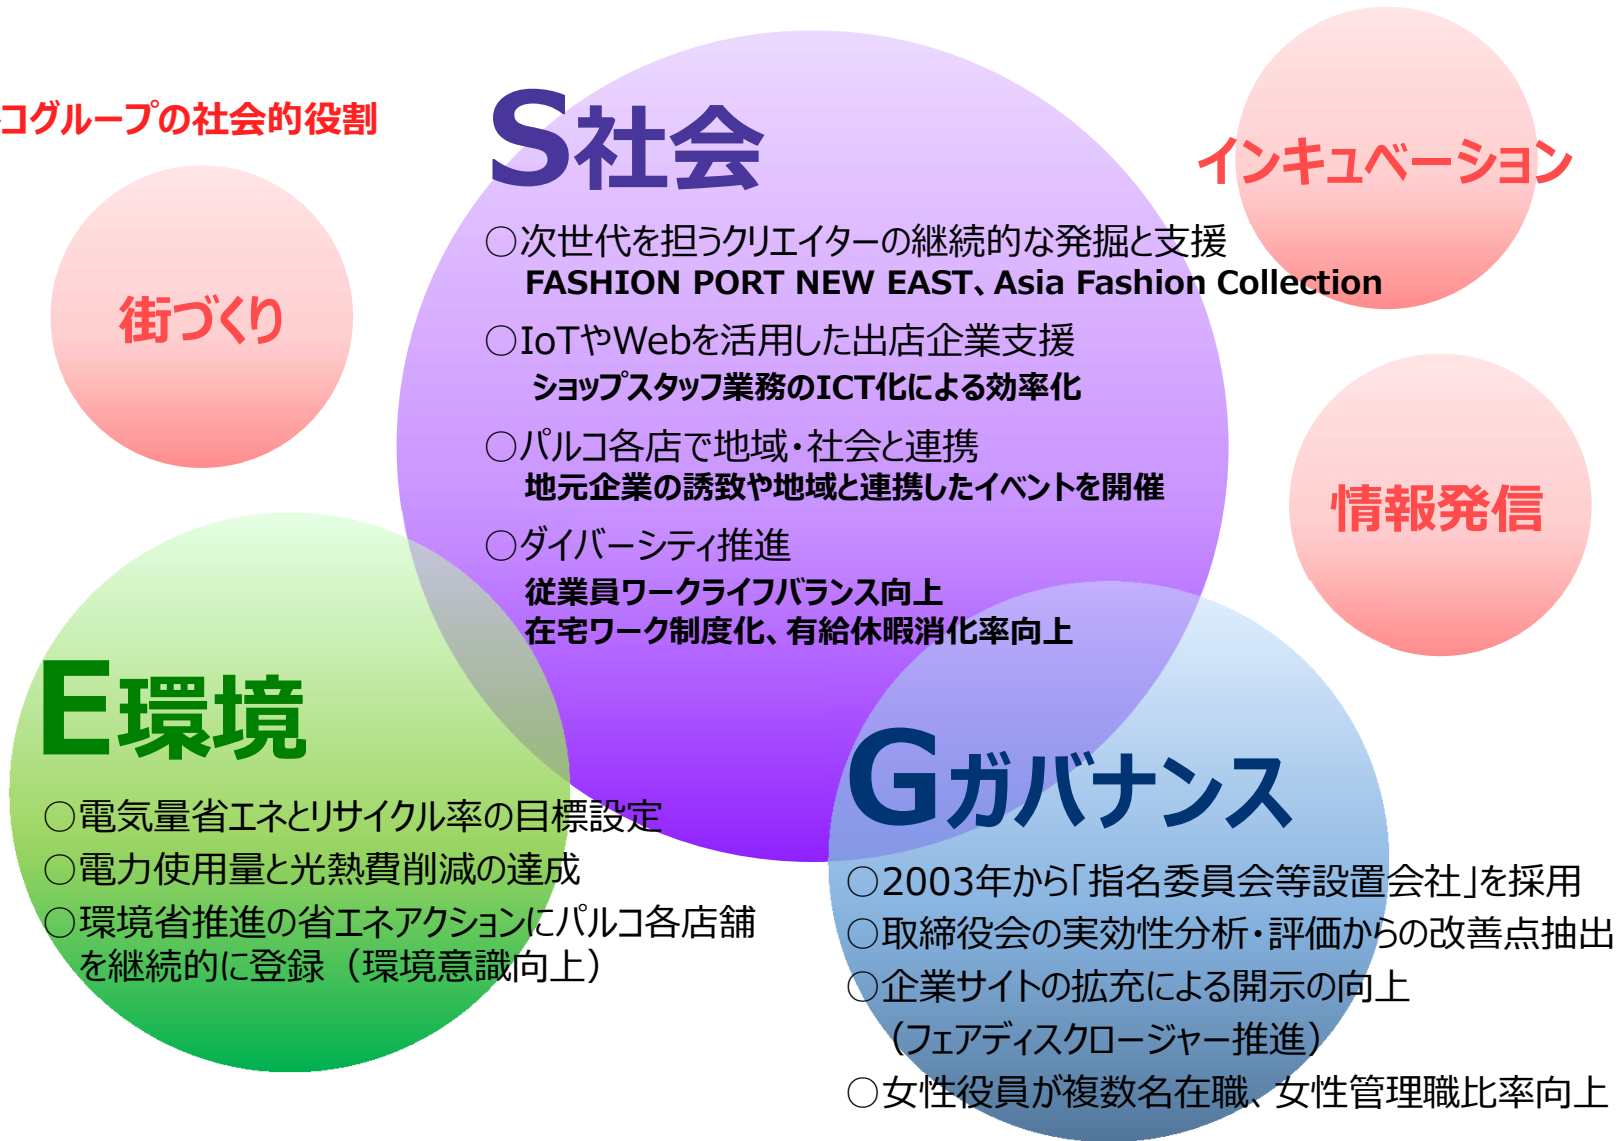 コグループの社会的役割
街づくり
インキュベーション
情報発信
S社会
○次世代を担うクリエイターの継続的な発掘と支援
FASHION PORT NEW EAST、Asia Fashion Collection
○IoTやWebを活用した出店企業支援
ショップスタッフ業務のICT化による効率化
○パルコ各店で地域・社会と連携
地元企業の誘致や地域と連携したイベントを開催
○ダイバーシティ推進
従業員ワークライフバランス向上
在宅ワーク制度化、有給休暇消化率向上
E環境
○電気量省エネとリサイクル率の目標設定
○電力使用量と光熱費削減の達成
○環境省推進の省エネアクションにパルコ各店舗
を継続的に登録（環境意識向上）
Gガバナンス
○2003年から「指名委員会等設置会社」を採用
○取締役会の実効性分析・評価からの改善点抽出
○企業サイトの拡充による開示の向上
（フェアディスクロージャー推進）
○女性役員が複数名在職、女性管理職比率向上